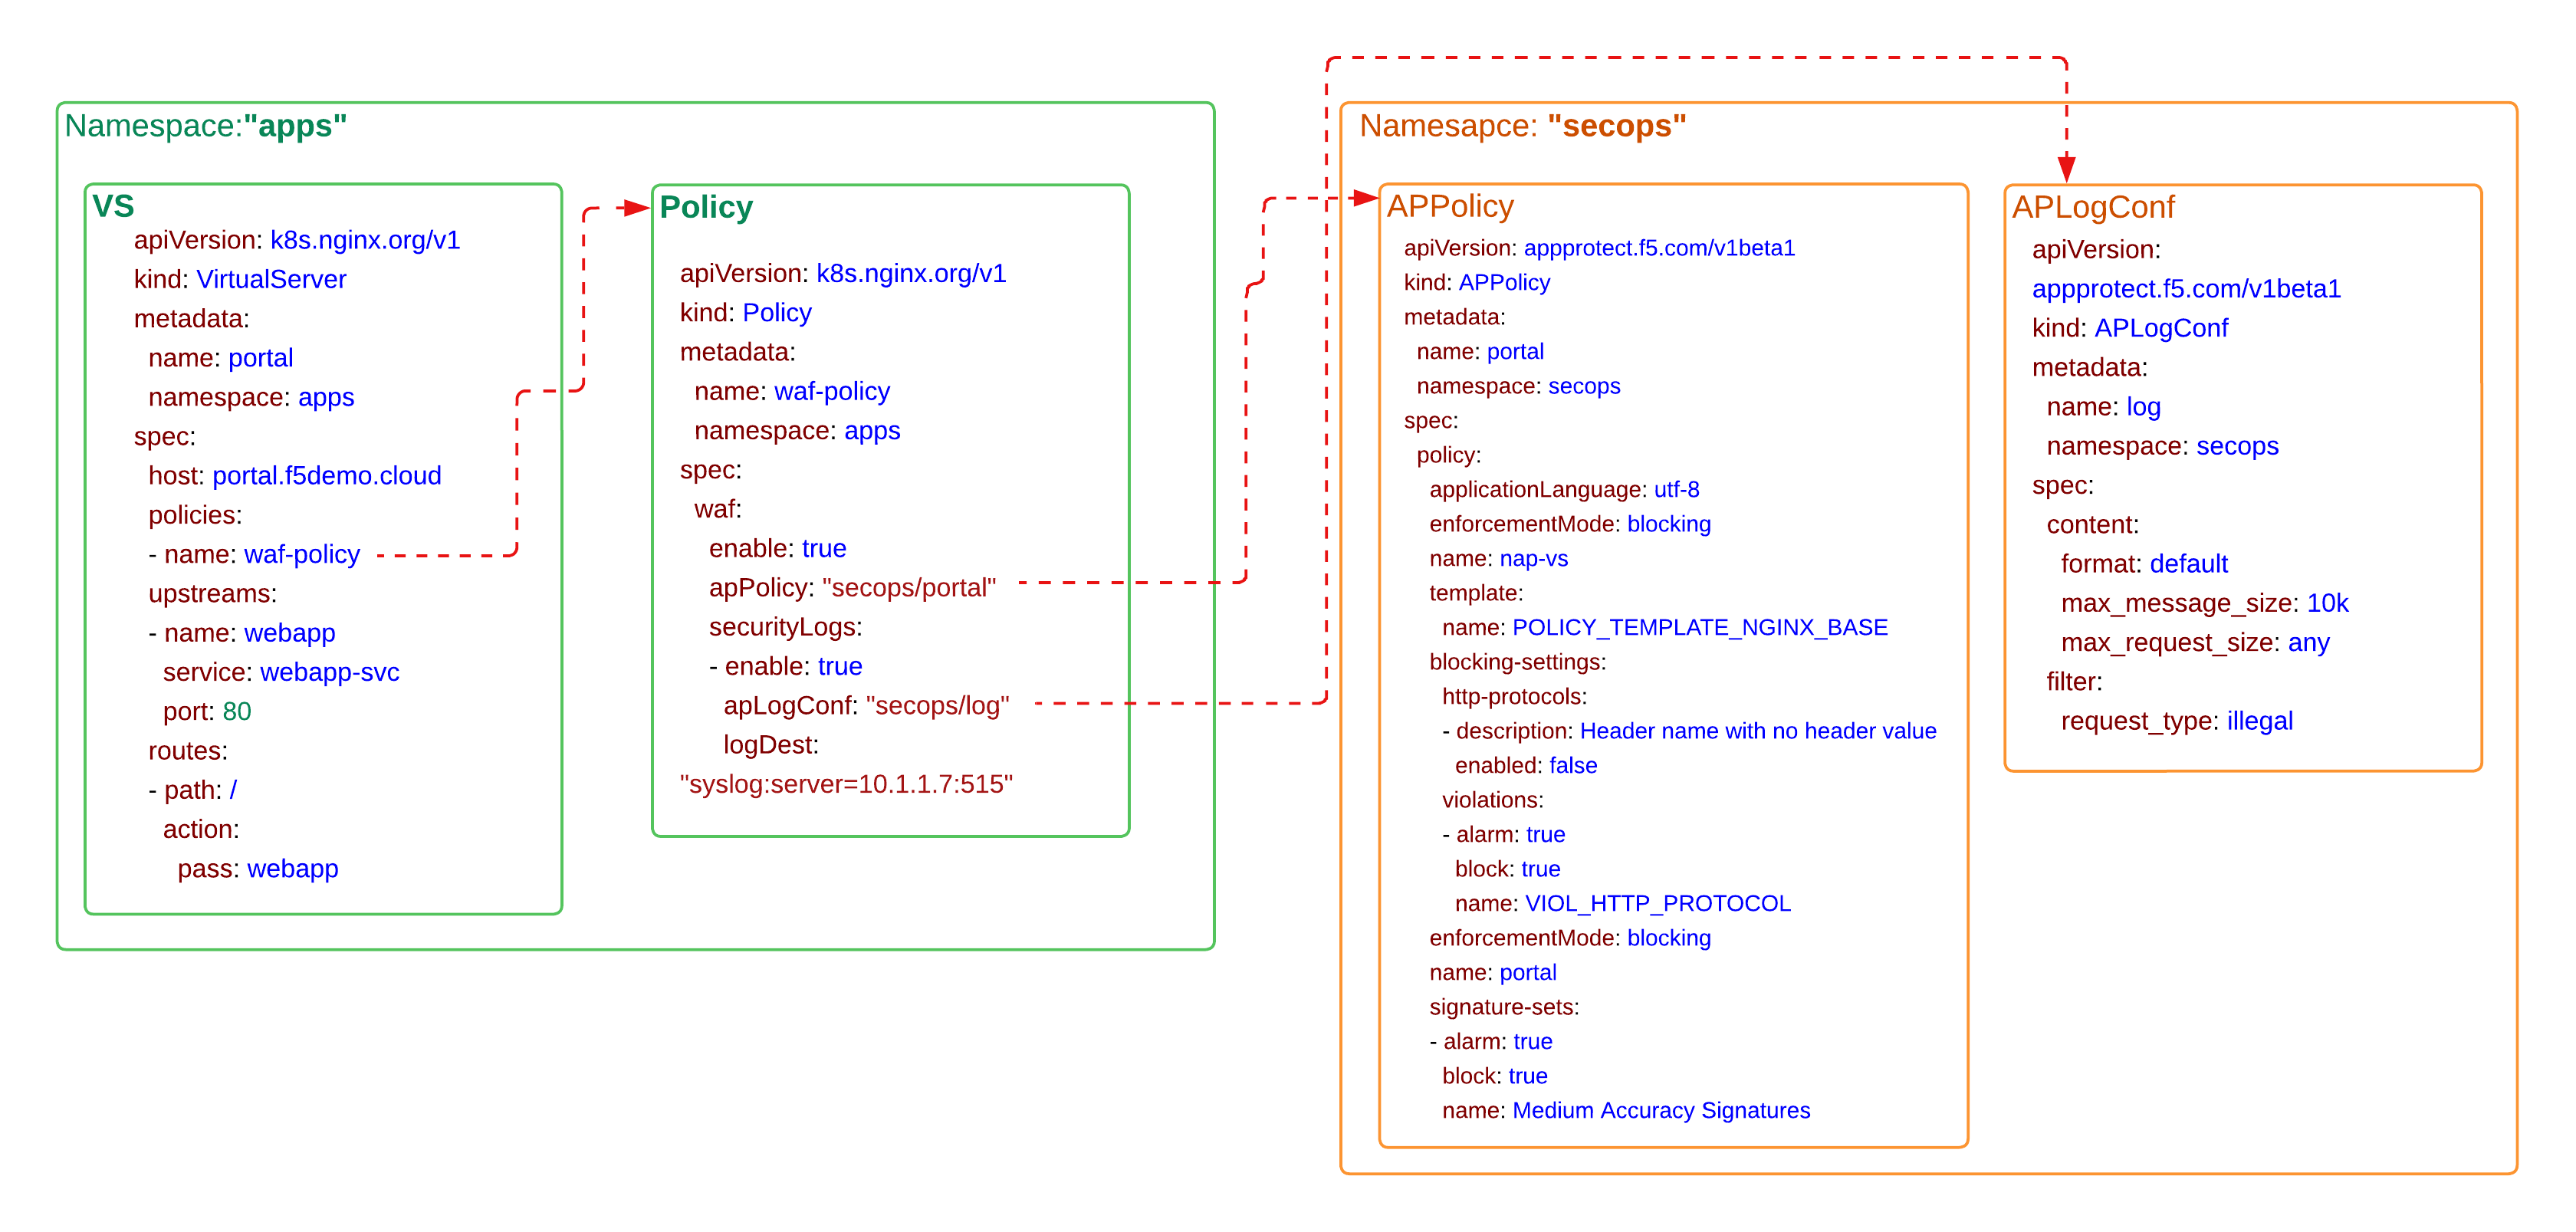 Namespace:"apps"
VS
apiVersion: k8s.nginx.org/v1
kind: VirtualServer
metadata:
  name: portal
  namespace: apps
spec:
  host: portal.f5demo.cloud
  policies:
  - name: waf-policy
  upstreams:
  - name: webapp
    service: webapp-svc
    port: 80
  routes:
  - path: /
    action:
      pass: webapp
Policy
apiVersion: k8s.nginx.org/v1
kind: Policy
metadata:
  name: waf-policy
  namespace: apps
spec:
  waf:
    enable: true
    apPolicy: "secops/portal"
    securityLogs:
    - enable: true
      apLogConf: "secops/log"
      logDest:
"syslog:server=10.1.1.7:515"
Namesapce: "secops"
APPolicy
apiVersion: appprotect.f5.com/v1beta1
kind: APPolicy
metadata:
  name: portal
  namespace: secops
spec:
  policy:
    applicationLanguage: utf-8
    enforcementMode: blocking
    name: nap-vs
    template:
      name: POLICY_TEMPLATE_NGINX_BASE
    blocking-settings:
      http-protocols:
      - description: Header name with no header value
        enabled: false
      violations:
      - alarm: true
        block: true
        name: VIOL_HTTP_PROTOCOL
    enforcementMode: blocking
    name: portal
    signature-sets:
    - alarm: true
      block: true
      name: Medium Accuracy Signatures
APLogConf
apiVersion:
appprotect.f5.com/v1beta1
kind: APLogConf
metadata:
  name: log
  namespace: secops
spec:
  content:
    format: default
    max_message_size: 10k
    max_request_size: any
  filter:
    request_type: illegal